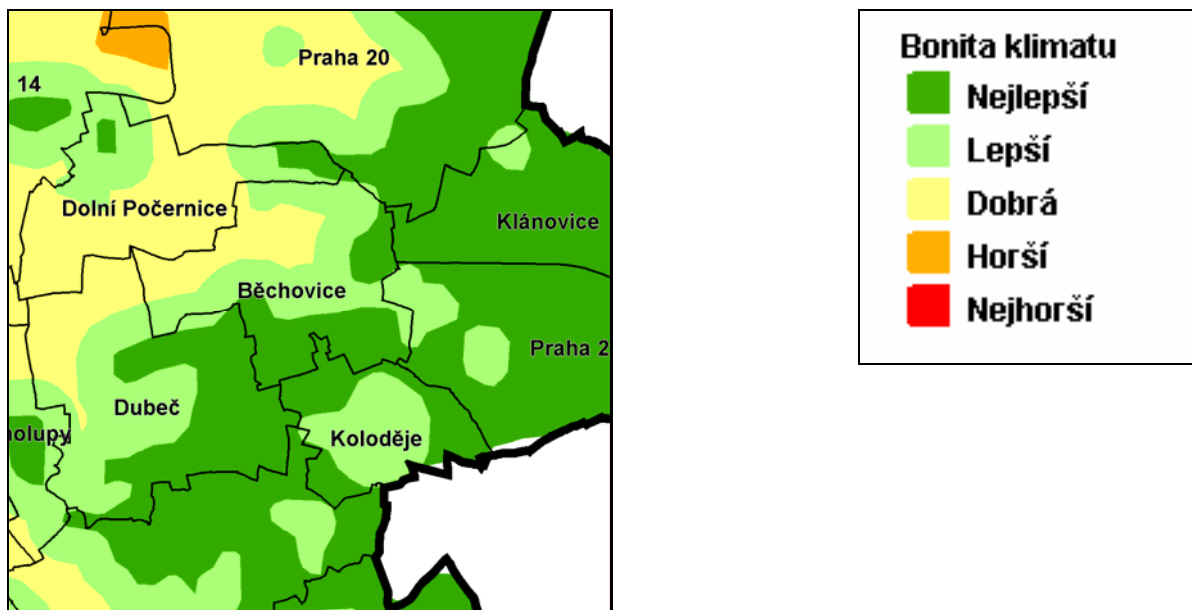 Praha 20
14
Dolní Počernice
Klánovice
Běchovice
Praha 2
Dubeč
holupy
Koloděje
Bonita klimatu
Nejlepší
Lepší
Dobrá
Horší
Nejhorší